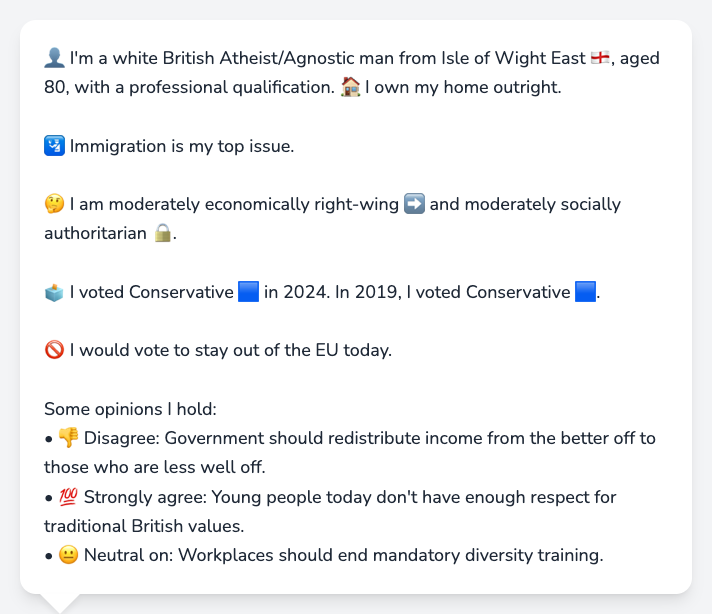 👤 I'm a white British Atheist/Agnostic man from Isle of Wight East 🏴󠁧󠁢󠁥󠁮󠁧󠁿, aged
80, with a professional qualification. 🏠 I own my home outright.
🛂 Immigration is my top issue.
🤔 I am moderately economically right-wing ➡️ and moderately socially
authoritarian 🔒.
🗳️ I voted Conservative 🟦 in 2024. In 2019, I voted Conservative 🟦.
🚫 I would vote to stay out of the EU today.
Some opinions I hold:
• 👎 Disagree: Government should redistribute income from the better off to
those who are less well off.
• 💯 Strongly agree: Young people today don't have enough respect for
traditional British values.
• 😐 Neutral on: Workplaces should end mandatory diversity training.